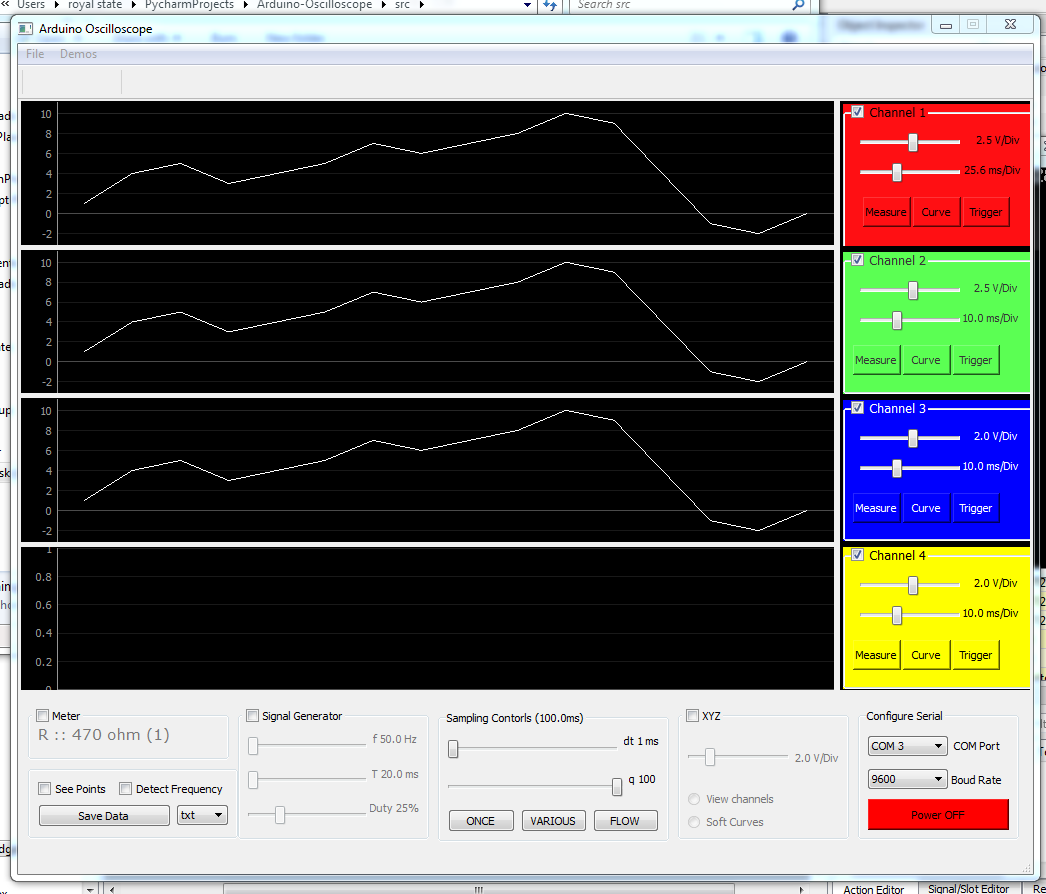 Users royal state PycharmProjects Arduino-Oscilloscope src Search src
Arduino Oscilloscope Object Inspector
File Demos
10
8
6
4
2
0
-2
Channel 1
2.5 V/Div
25.6 ms/Div
Measure Curve Trigger
10
8
6
4
2
0
-2
Channel 2
2.5 V/Div
10.0 ms/Div
Measure Curve Trigger
10
8
6
4
2
0
-2
Channel 3
2.0 V/Div
10.0 ms/Div
Measure Curve Trigger
1
0.8
0.6
0.4
0.2
0
Channel 4
2.0 V/Div
10.0 ms/Div
Measure Curve Trigger
Meter
R :: 470 ohm (1)
See Points Detect Frequency
Save Data txt
Signal Generator
f 50.0 Hz
T 20.0 ms
Duty 25%
Sampling Contorls (100.0ms)
dt 1 ms
q 100
ONCE VARIOUS FLOW
XYZ
2.0 V/Div
View channels
Soft Curves
Configure Serial
COM 3 COM Port
9600 Boud Rate
Power OFF
Action Editor Signal/Slot Editor Re